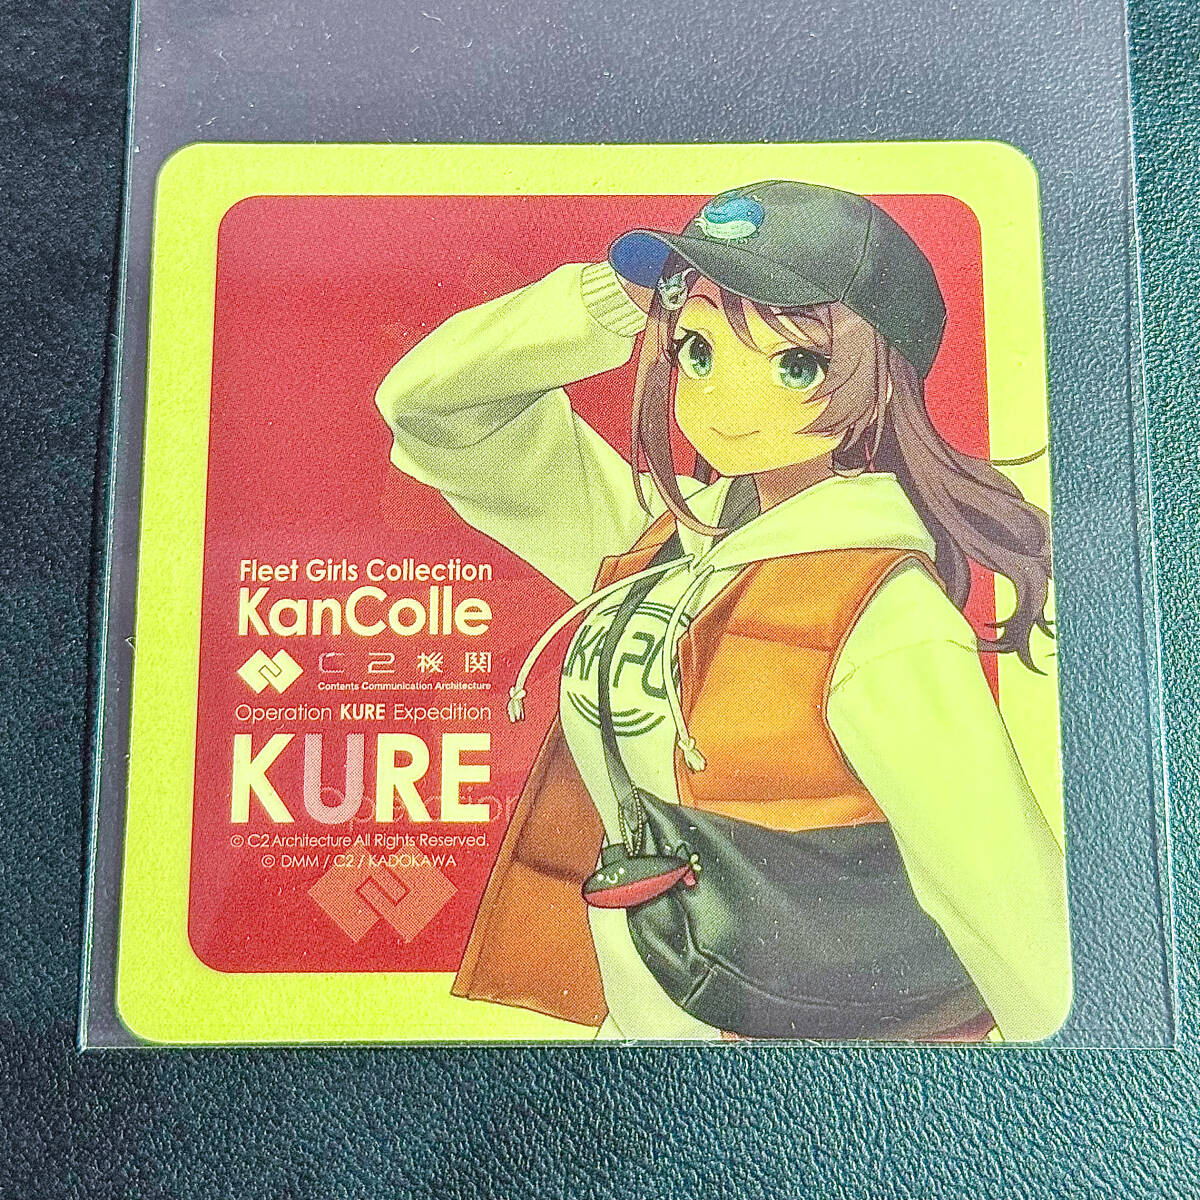 Fleet Girls Collection
KanColle
C2機関
Contents Communication Architecture
Operation KURE Expedition
KURE
© C2 Architecture All Rights Reserved.
© DMM / C2 / KADOKAWA